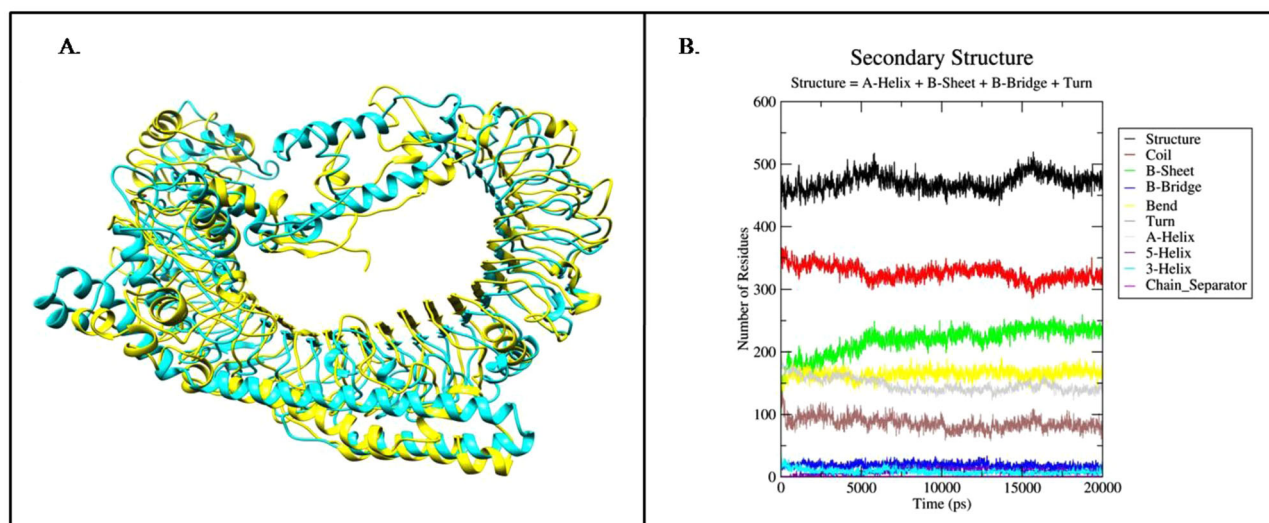 A.
B.
Secondary Structure
Structure = A-Helix + B-Sheet + B-Bridge + Turn
600
500
400
300
200
100
0
Number of Residues
0 5000 10000 15000 20000
Time (ps)
Structure
Coil
B-Sheet
B-Bridge
Bend
Turn
A-Helix
5-Helix
3-Helix
Chain_Separator